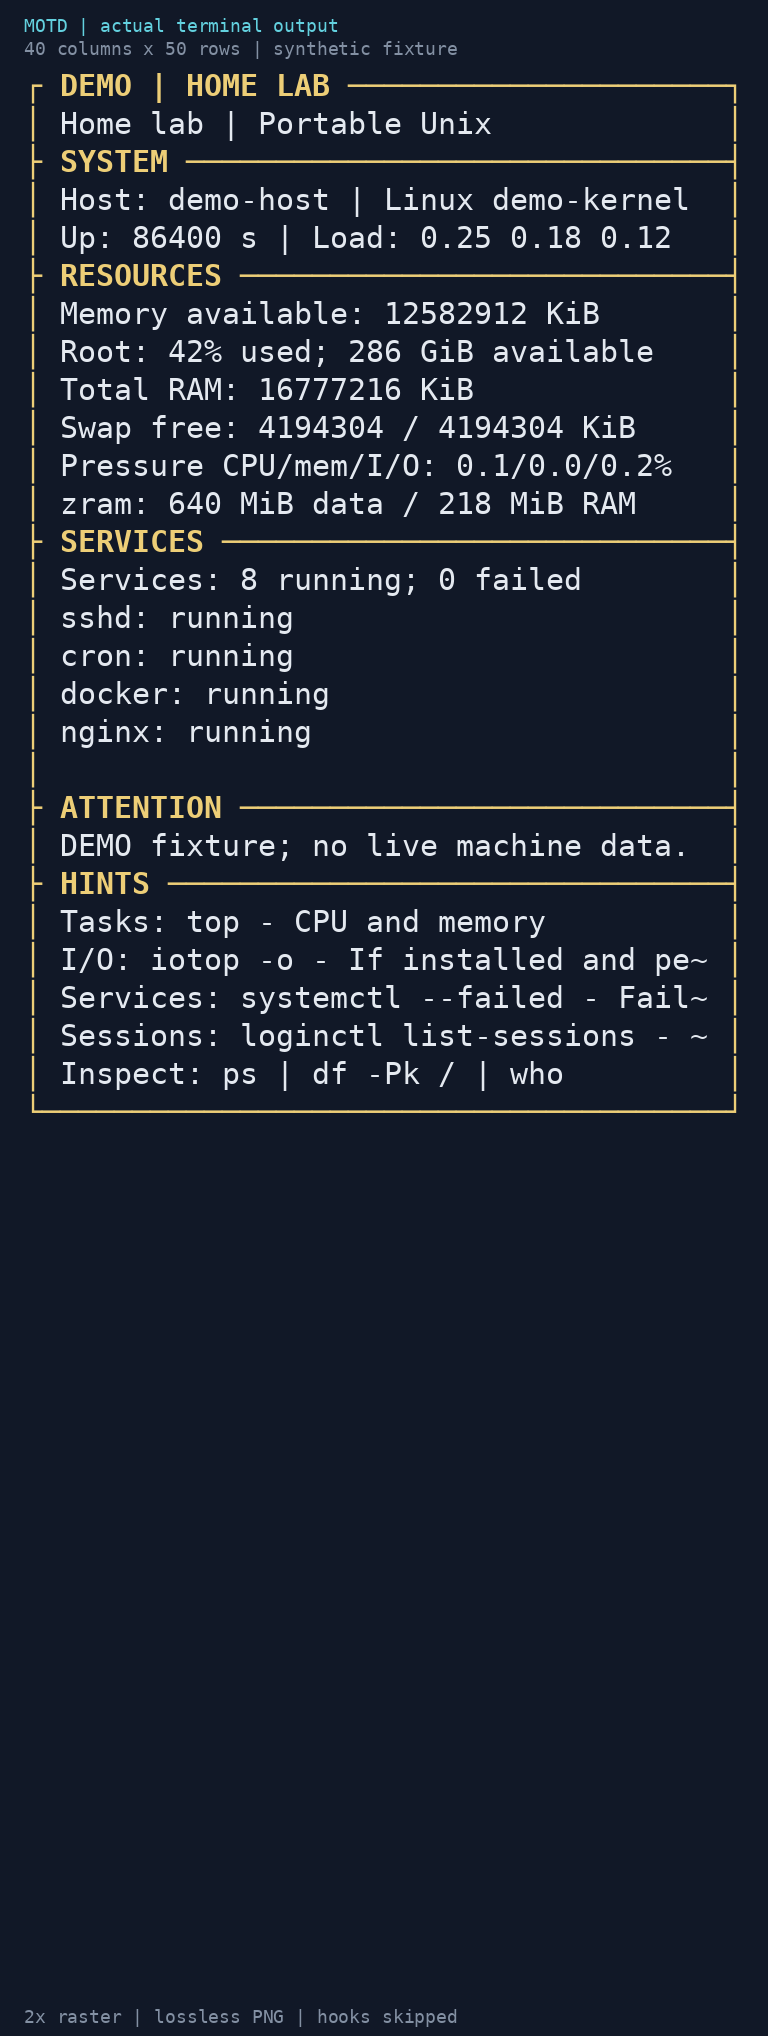 MOTD | actual terminal output
40 columns x 50 rows | synthetic fixture
DEMO | HOME LAB
Home lab | Portable Unix
SYSTEM
Host: demo-host | Linux demo-kernel
Up: 86400 s | Load: 0.25 0.18 0.12
RESOURCES
Memory available: 12582912 KiB
Root: 42% used; 286 GiB available
Total RAM: 16777216 KiB
Swap free: 4194304 / 4194304 KiB
Pressure CPU/mem/I/O: 0.1/0.0/0.2%
zram: 640 MiB data / 218 MiB RAM
SERVICES
Services: 8 running; 0 failed
sshd: running
cron: running
docker: running
nginx: running
ATTENTION
DEMO fixture; no live machine data.
HINTS
Tasks: top - CPU and memory
I/O: iotop -o - If installed and pe~
Services: systemctl --failed - Fail~
Sessions: loginctl list-sessions - ~
Inspect: ps | df -Pk / | who
2x raster | lossless PNG | hooks skipped